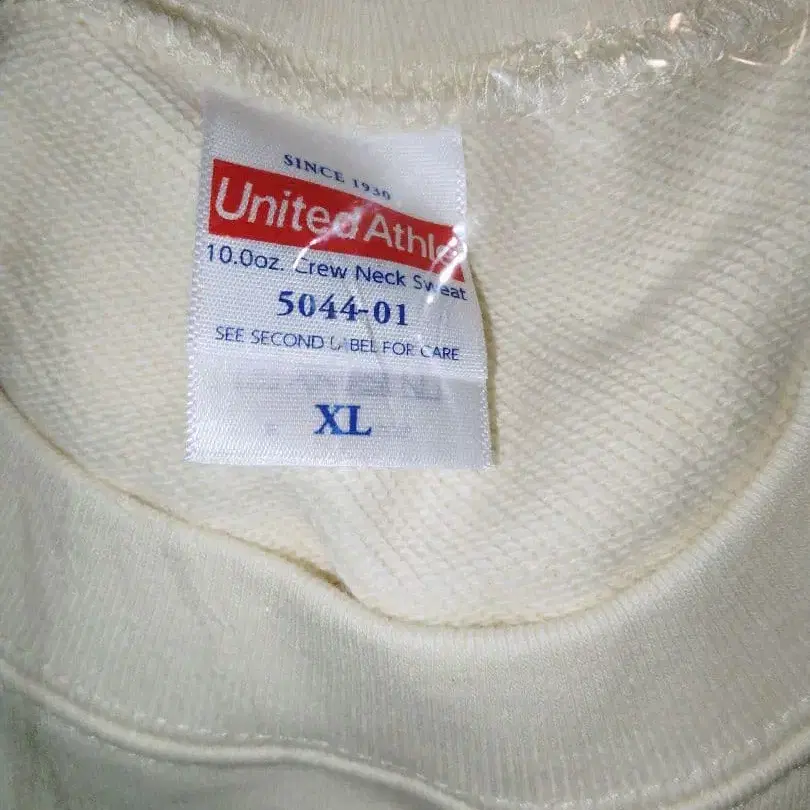 SINCE 1930
United Athle
10.0oz. Crew Neck Sweat
5044-01
SEE SECOND LABEL FOR CARE
XL